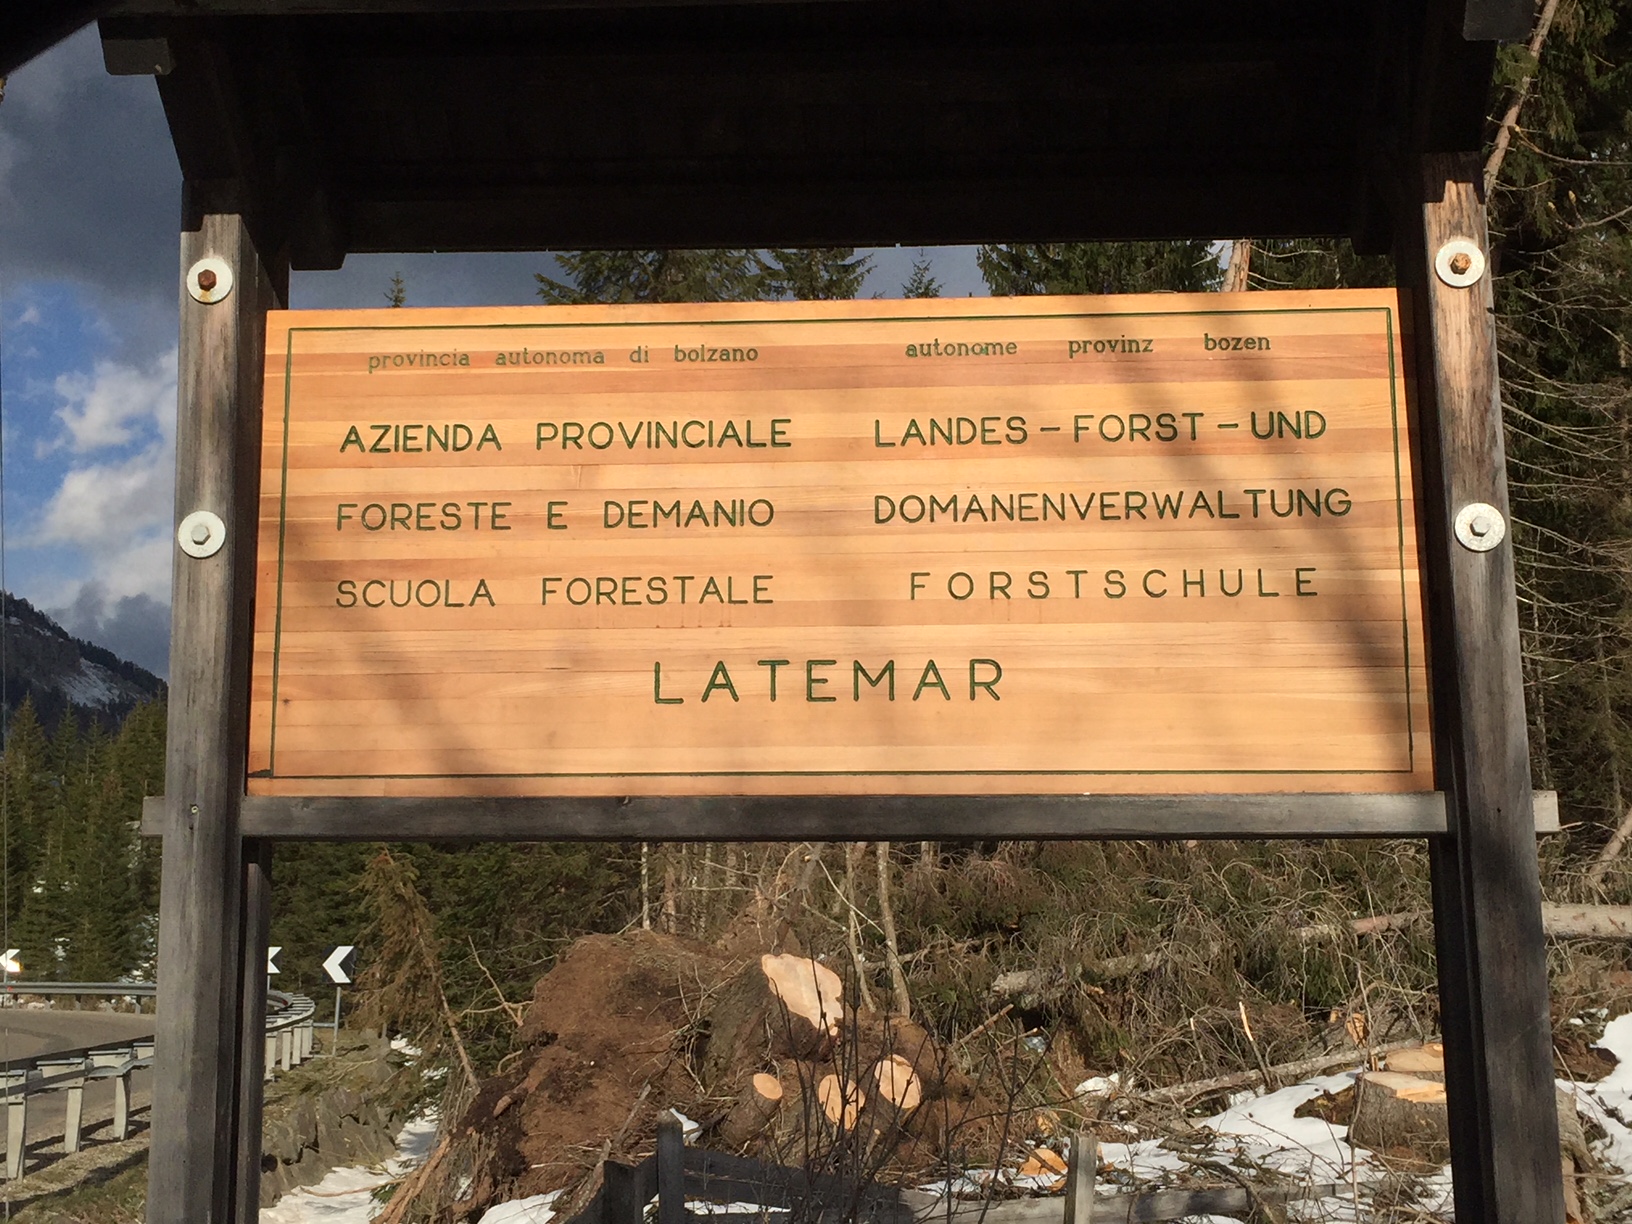 provincia autonoma di bolzano
AZIENDA PROVINCIALE
FORESTE E DEMANIO
SCUOLA FORESTALE
autonome provinz bozen
LANDES-FORST-UND
DOMANENVERWALTUNG
FORSTSCHULE
LATEMAR